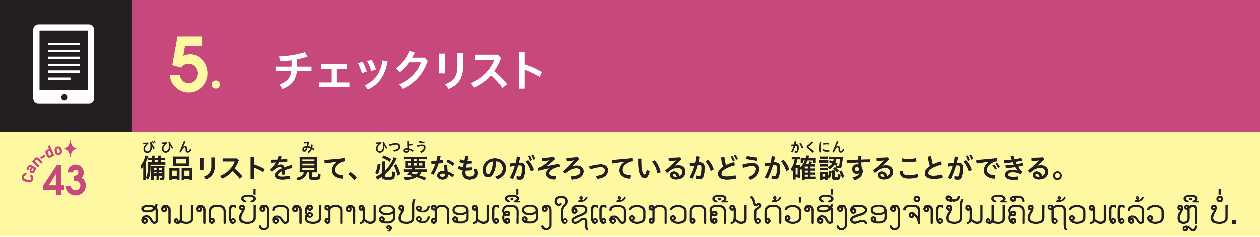 5. チェックリスト
Can-do 43
びひん み ひつよう かくにん
備品リストを見て、必要なものがそろっているかどうか確認することができる。
ສາມາດເບິ່ງລາຍການອຸປະກອນເຄື່ອງໃຊ້ແລ້ວກວດຄືນໄດ້ວ່າສິ່ງຂອງຈຳເປັນມີຄົບຖ້ວນແລ້ວ ຫຼື ບໍ່.